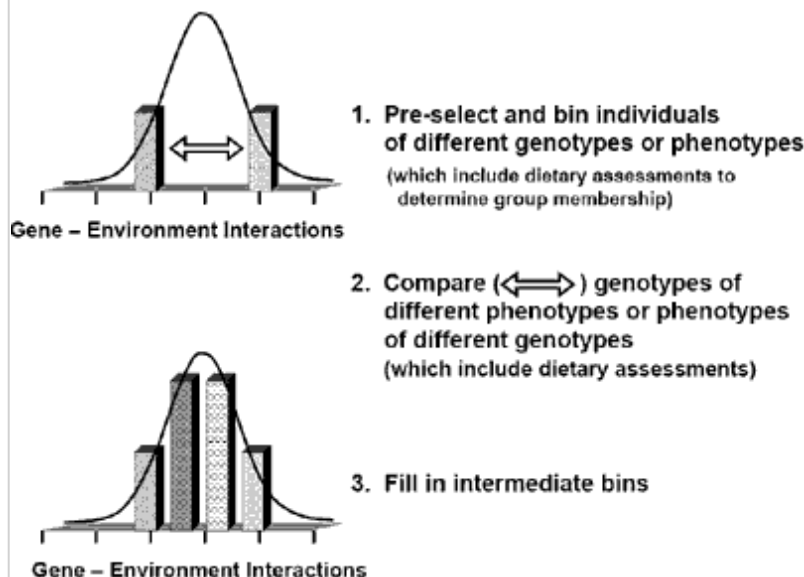 1. Pre-select and bin individuals
of different genotypes or phenotypes
(which include dietary assessments to
determine group membership)
Gene – Environment Interactions
2. Compare (⟺) genotypes of
different phenotypes or phenotypes
of different genotypes
(which include dietary assessments)
3. Fill in intermediate bins
Gene – Environment Interactions